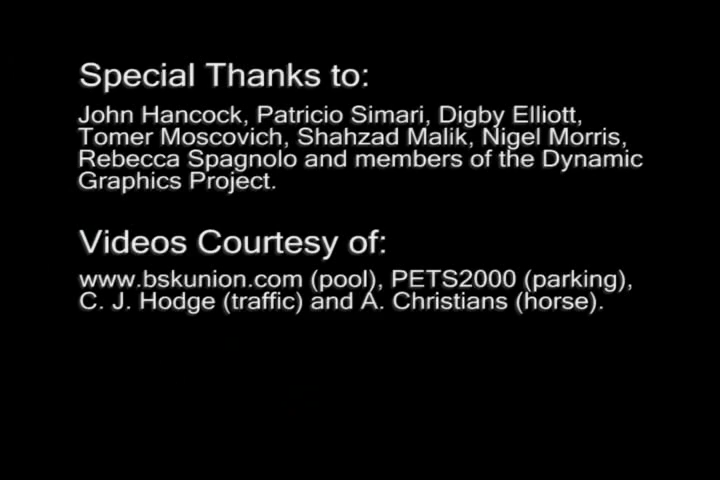 Special Thanks to:
John Hancock, Patricio Simari, Digby Elliott,
Tomer Moscovich, Shahzad Malik, Nigel Morris,
Rebecca Spagnolo and members of the Dynamic
Graphics Project.
Videos Courtesy of:
www.bskunion.com (pool), PETS2000 (parking),
C. J. Hodge (traffic) and A. Christians (horse).